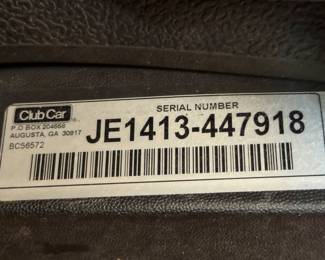 Club Car
SERIAL NUMBER
P.O BOX 204658
AUGUSTA, GA 30917
JE1413-447918
BC56572